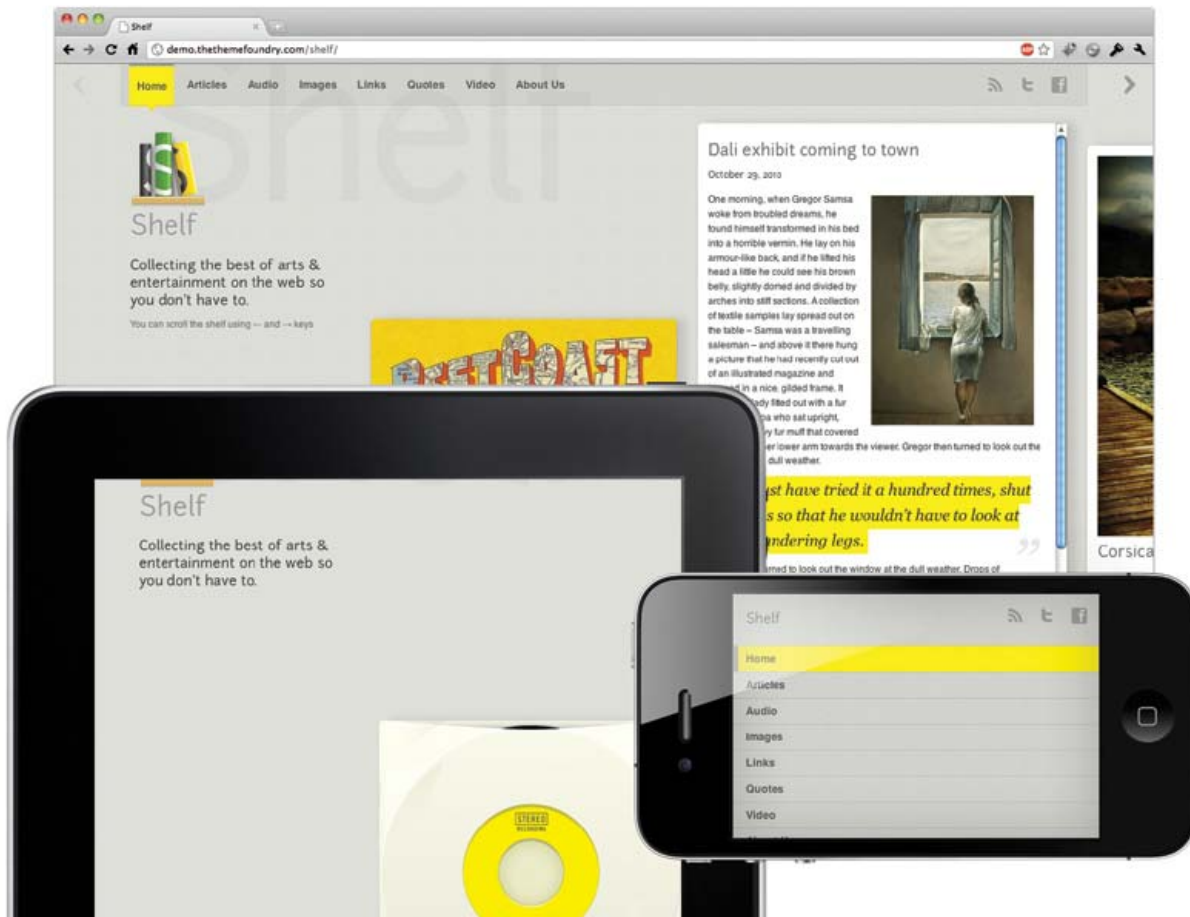 Shelf
demo.thethemefoundry.com/shelf/
Home Articles Audio Images Links Quotes Video About Us
Shelf
Shelf
Collecting the best of arts &
entertainment on the web so
you don't have to.
You can scroll the shelf using ← and → keys
Dali exhibit coming to town
October 29, 2010
One morning, when Gregor Samsa
woke from troubled dreams, he
found himself transformed in his bed
into a horrible vermin. He lay on his
armour-like back, and if he lifted his
head a little he could see his brown
belly, slightly domed and divided by
arches into stiff sections. A collection
of textile samples lay spread out on
the table – Samsa was a travelling
salesman – and above it there hung
a picture that he had recently cut out
of an illustrated magazine and
in a nice, gilded frame. It
lady fitted out with a fur
who sat upright,
fur muff that covered
er lower arm towards the viewer. Gregor then turned to look out the
dull weather.
st have tried it a hundred times, shut
s so that he wouldn't have to look at
ndering legs.
”
rned to look out the window at the dull weather. Drops of
Corsica
COAST
Shelf
Collecting the best of arts &
entertainment on the web so
you don't have to.
STEREO
RECORDING
Shelf
Home
Articles
Audio
Images
Links
Quotes
Video